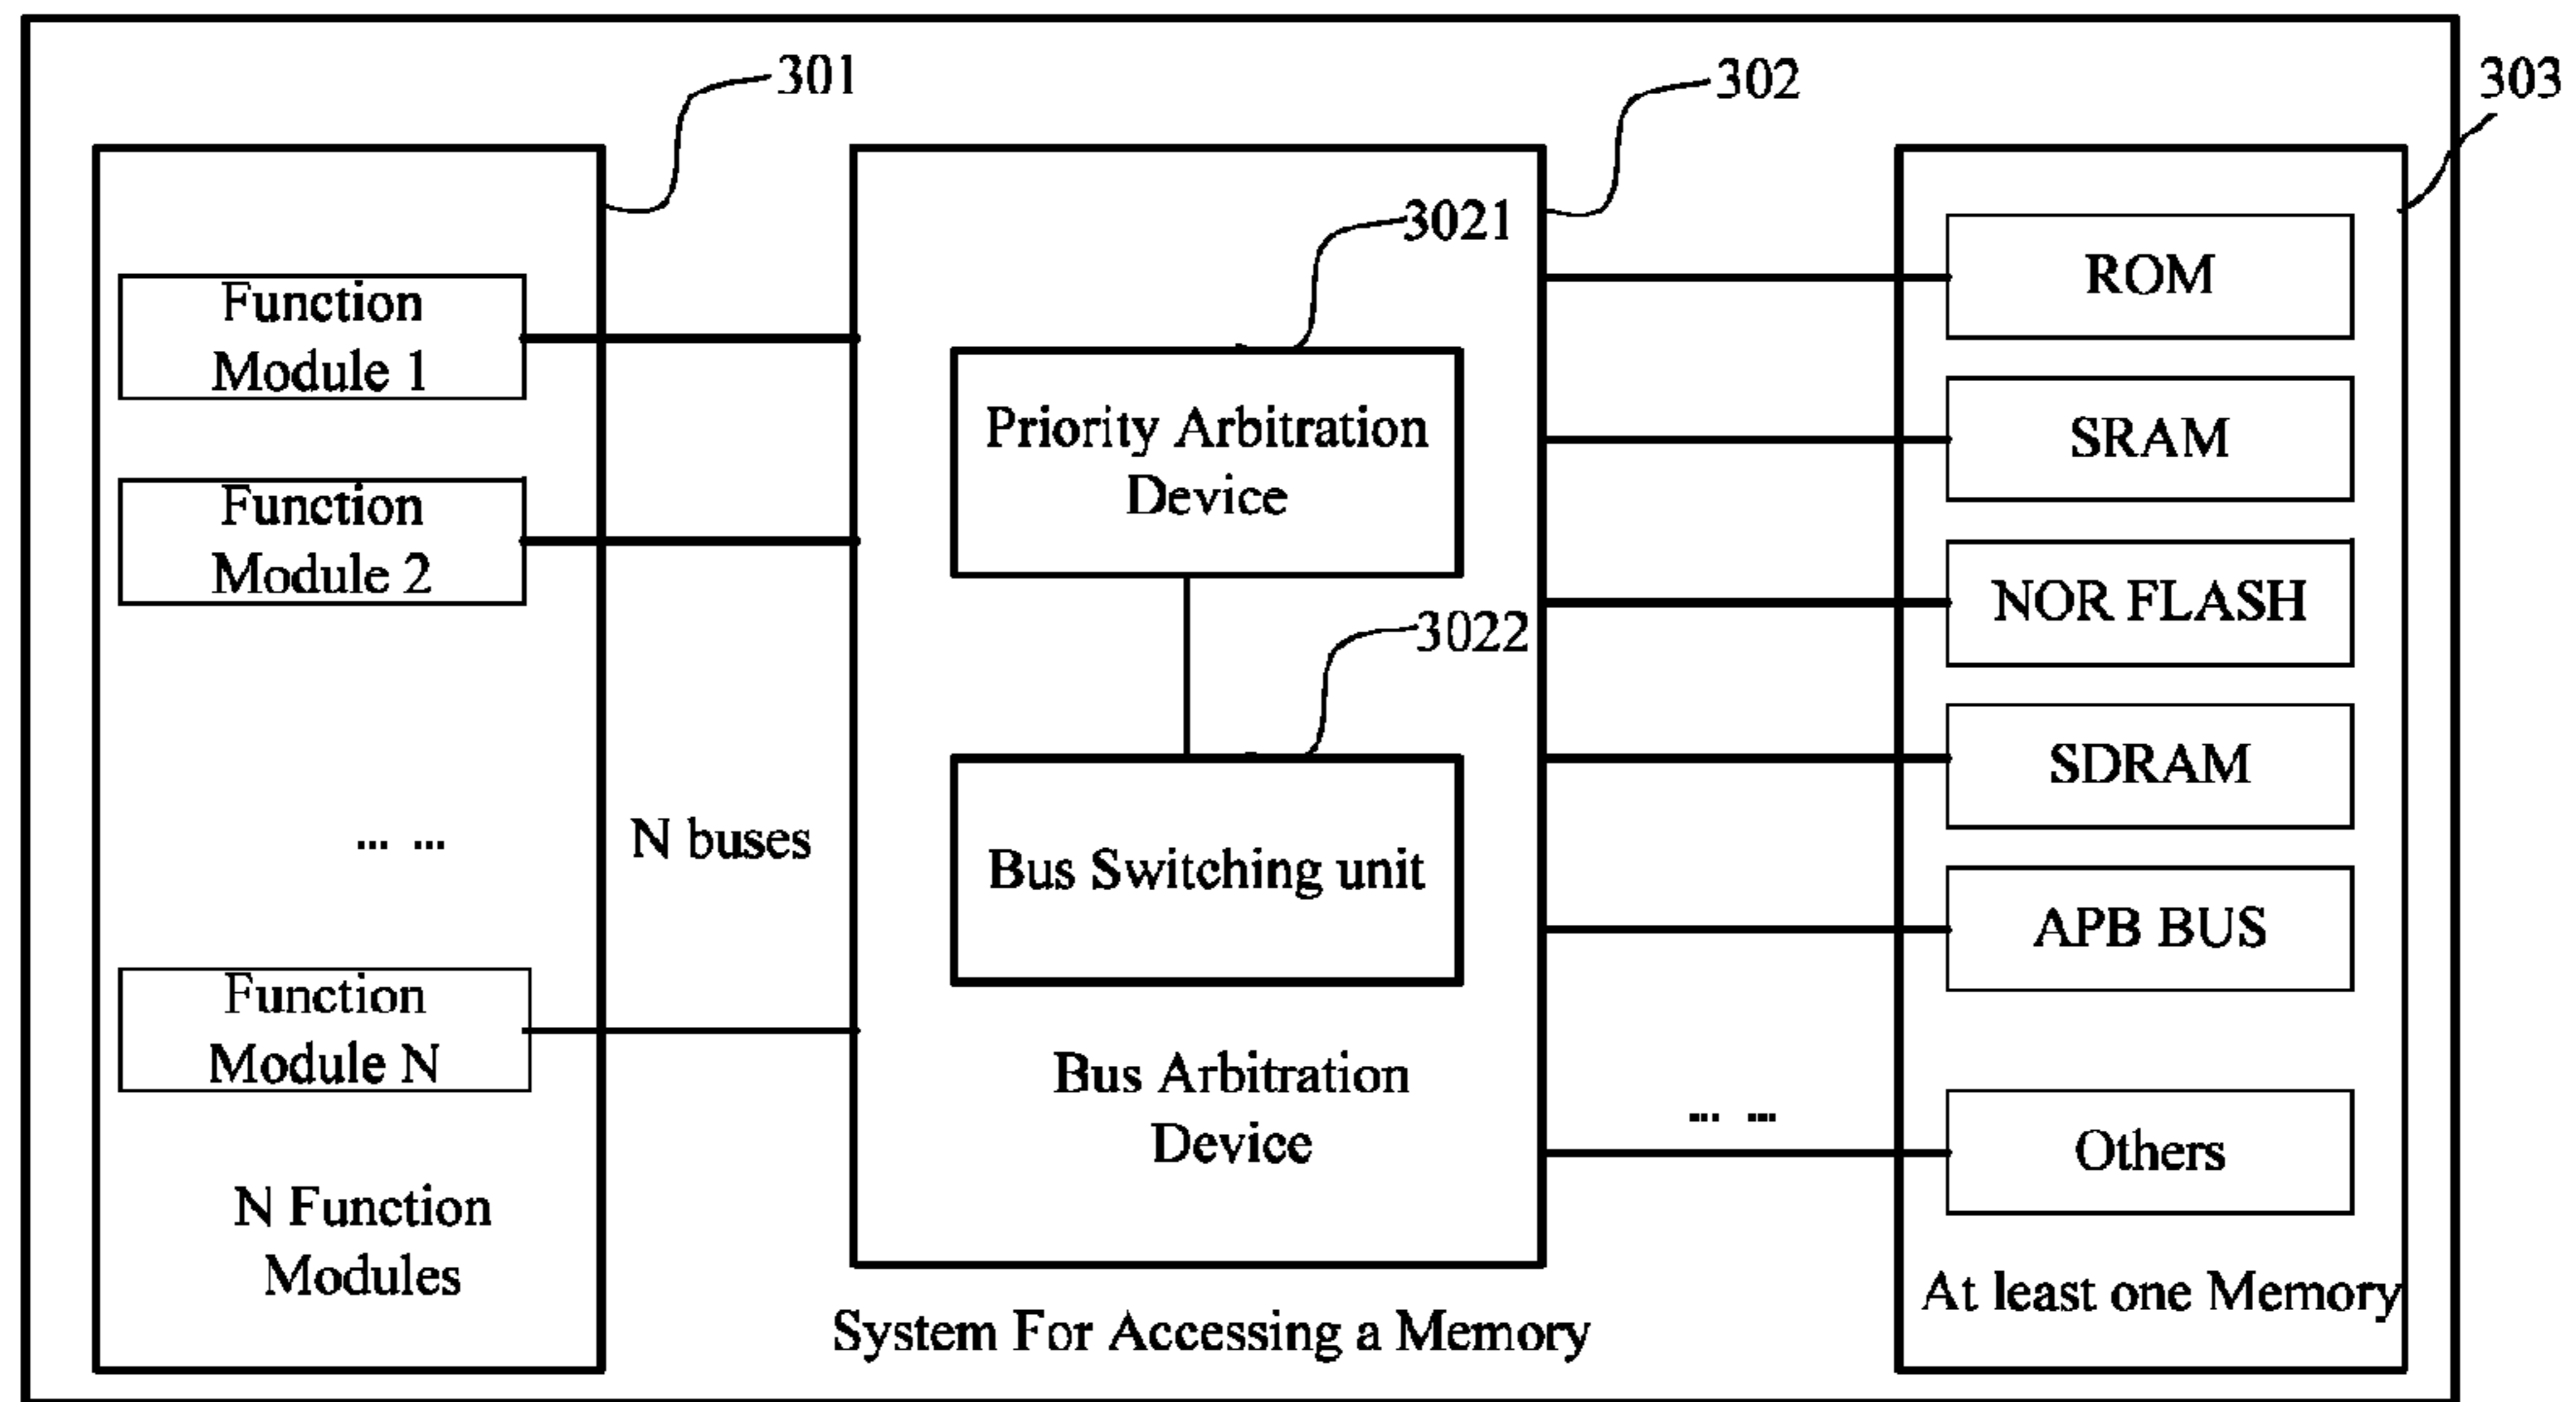 301
302
303
Function
Module 1
Function
Module 2
... ...
Function
Module N
N Function
Modules
N buses
3021
Priority Arbitration
Device
3022
Bus Switching unit
Bus Arbitration
Device
System For Accessing a Memory
ROM
SRAM
NOR FLASH
SDRAM
APB BUS
... ...
Others
At least one Memory